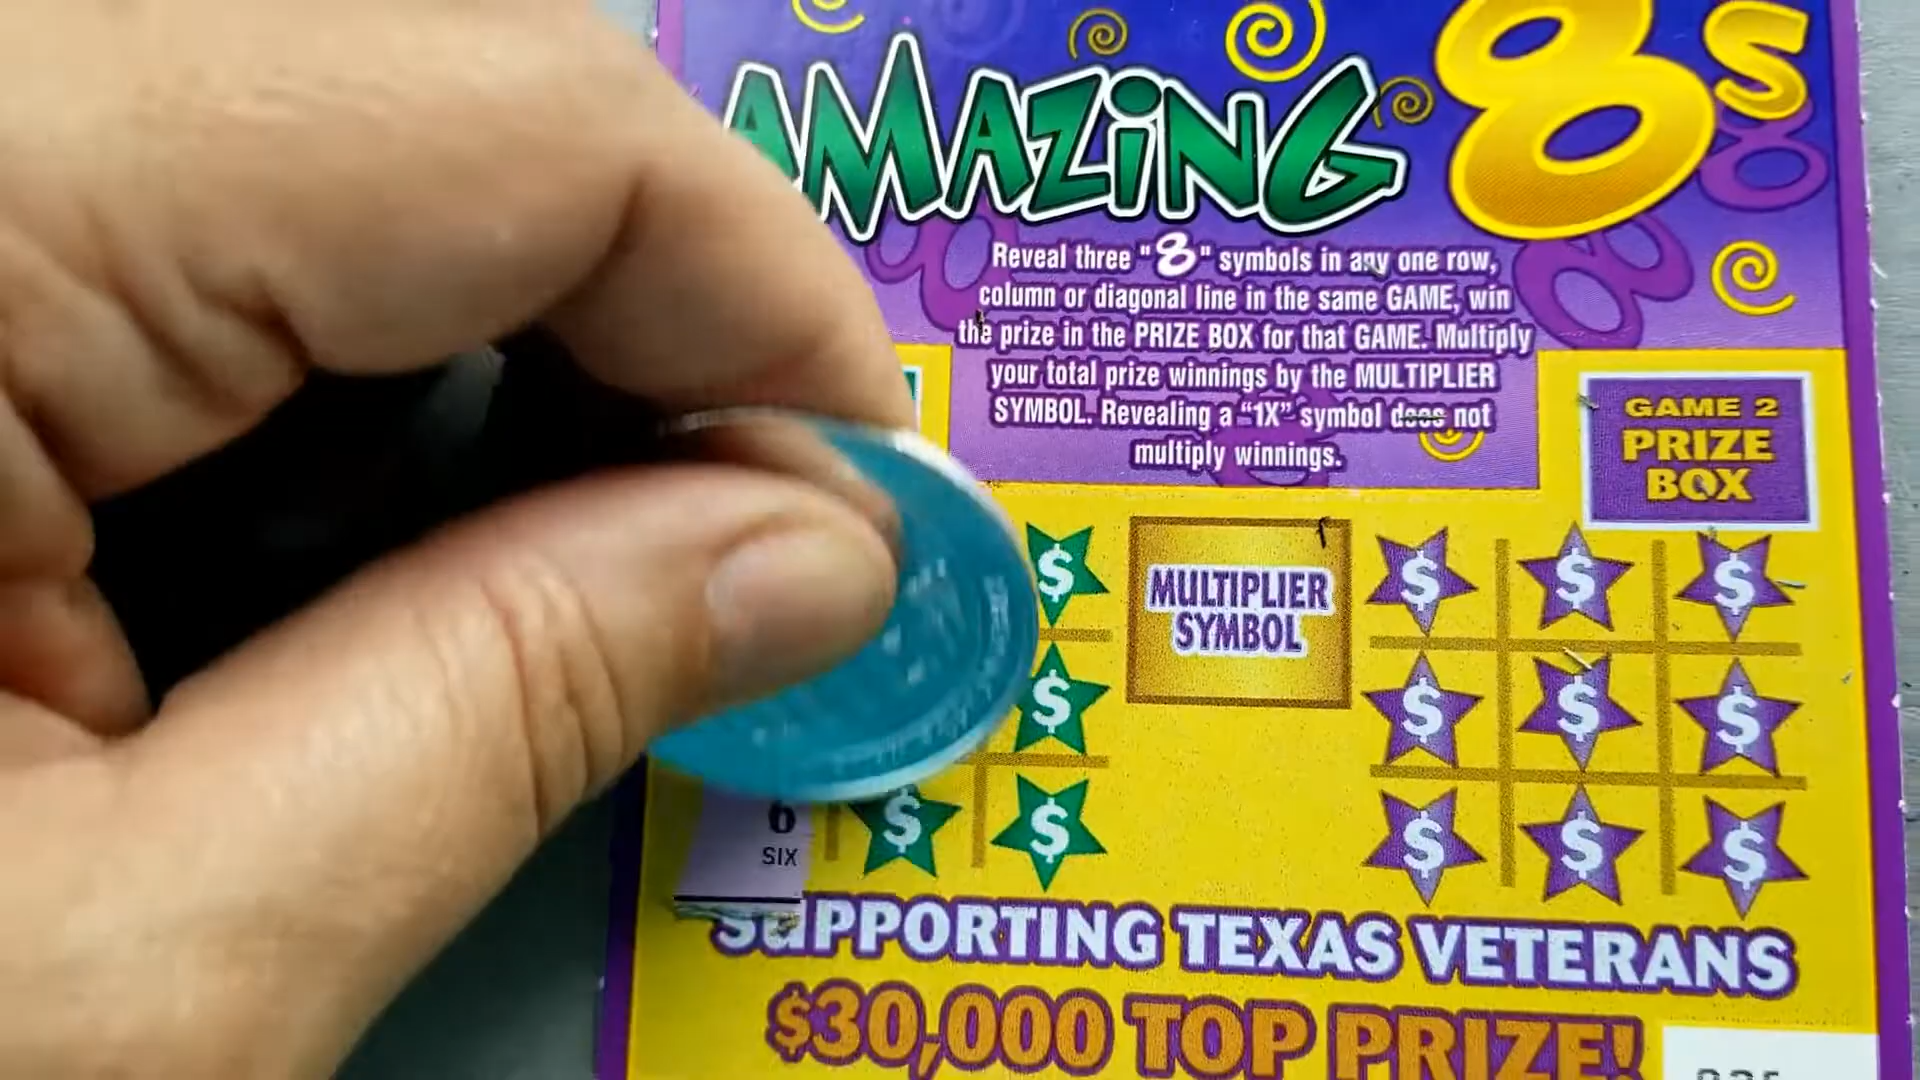 AMAZING 8s
Reveal three "8" symbols in any one row,
column or diagonal line in the same GAME, win
the prize in the PRIZE BOX for that GAME. Multiply
your total prize winnings by the MULTIPLIER
SYMBOL. Revealing a “1X” symbol does not
multiply winnings.
GAME 2
PRIZE
BOX
$ $ $ $
MULTIPLIER
SYMBOL
$ $ $ $
$ $ $ $ $
6
SIX
SUPPORTING TEXAS VETERANS
$30,000 TOP PRIZE!